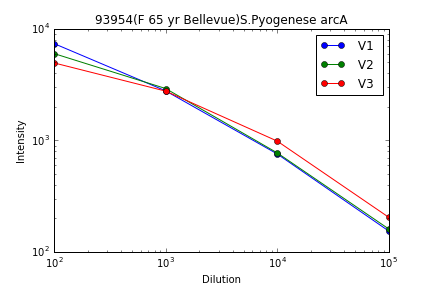 93954(F 65 yr Bellevue)S.Pyogenese arcA
10^4
10^3
10^2
Intensity
V1
V2
V3
10^2 10^3 10^4 10^5
Dilution